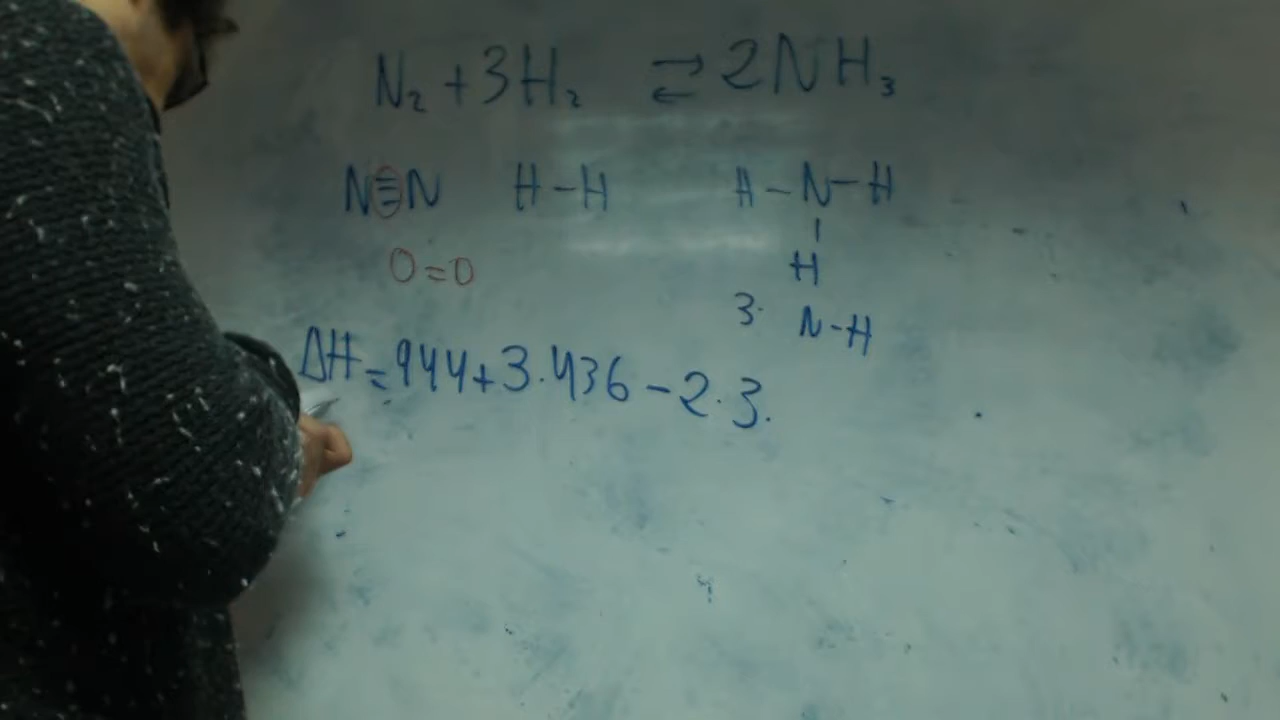 N₂ + 3H₂ ⇄ 2NH₃
N≡N H-H H-N-H
|
O=O H
3· N-H
ΔH = 944 + 3·436 - 2·3·